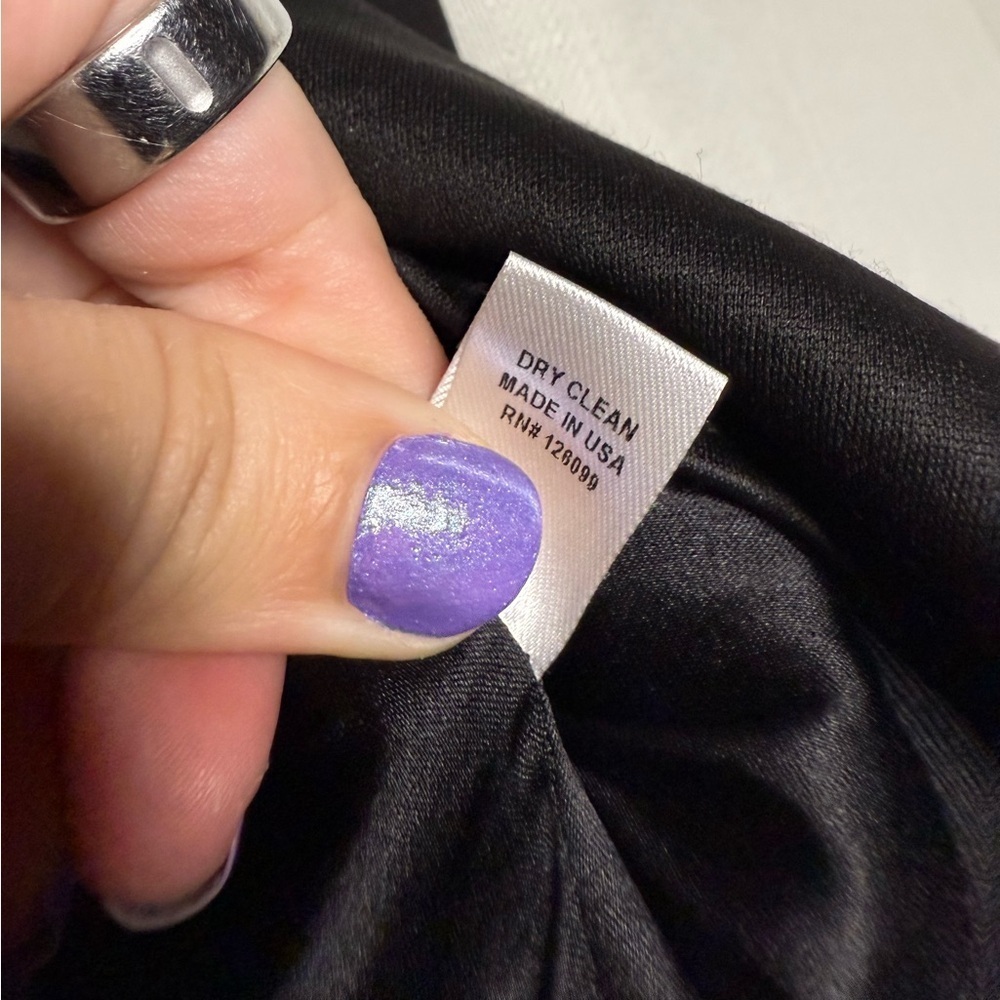 DRY CLEAN
MADE IN USA
RN# 126099